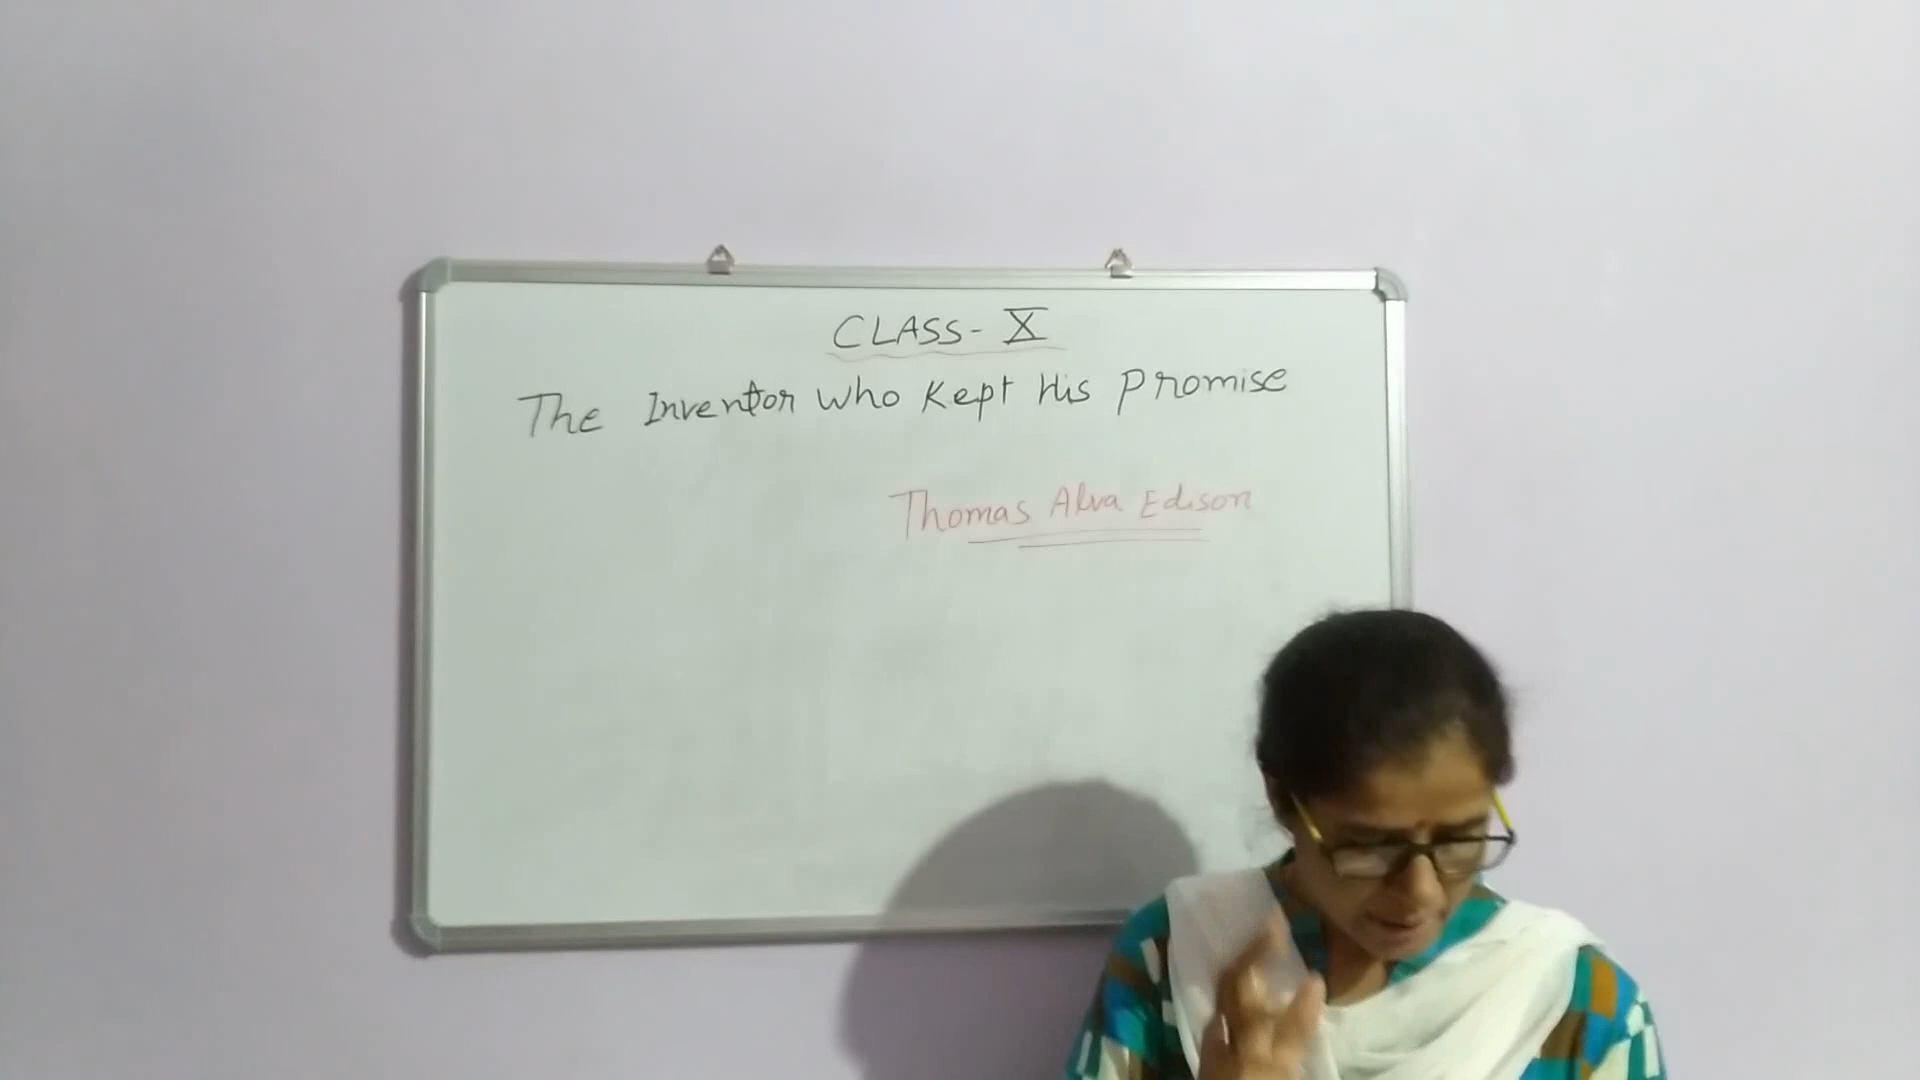 CLASS - X
The Inventor Who Kept His Promise
Thomas Alva Edison